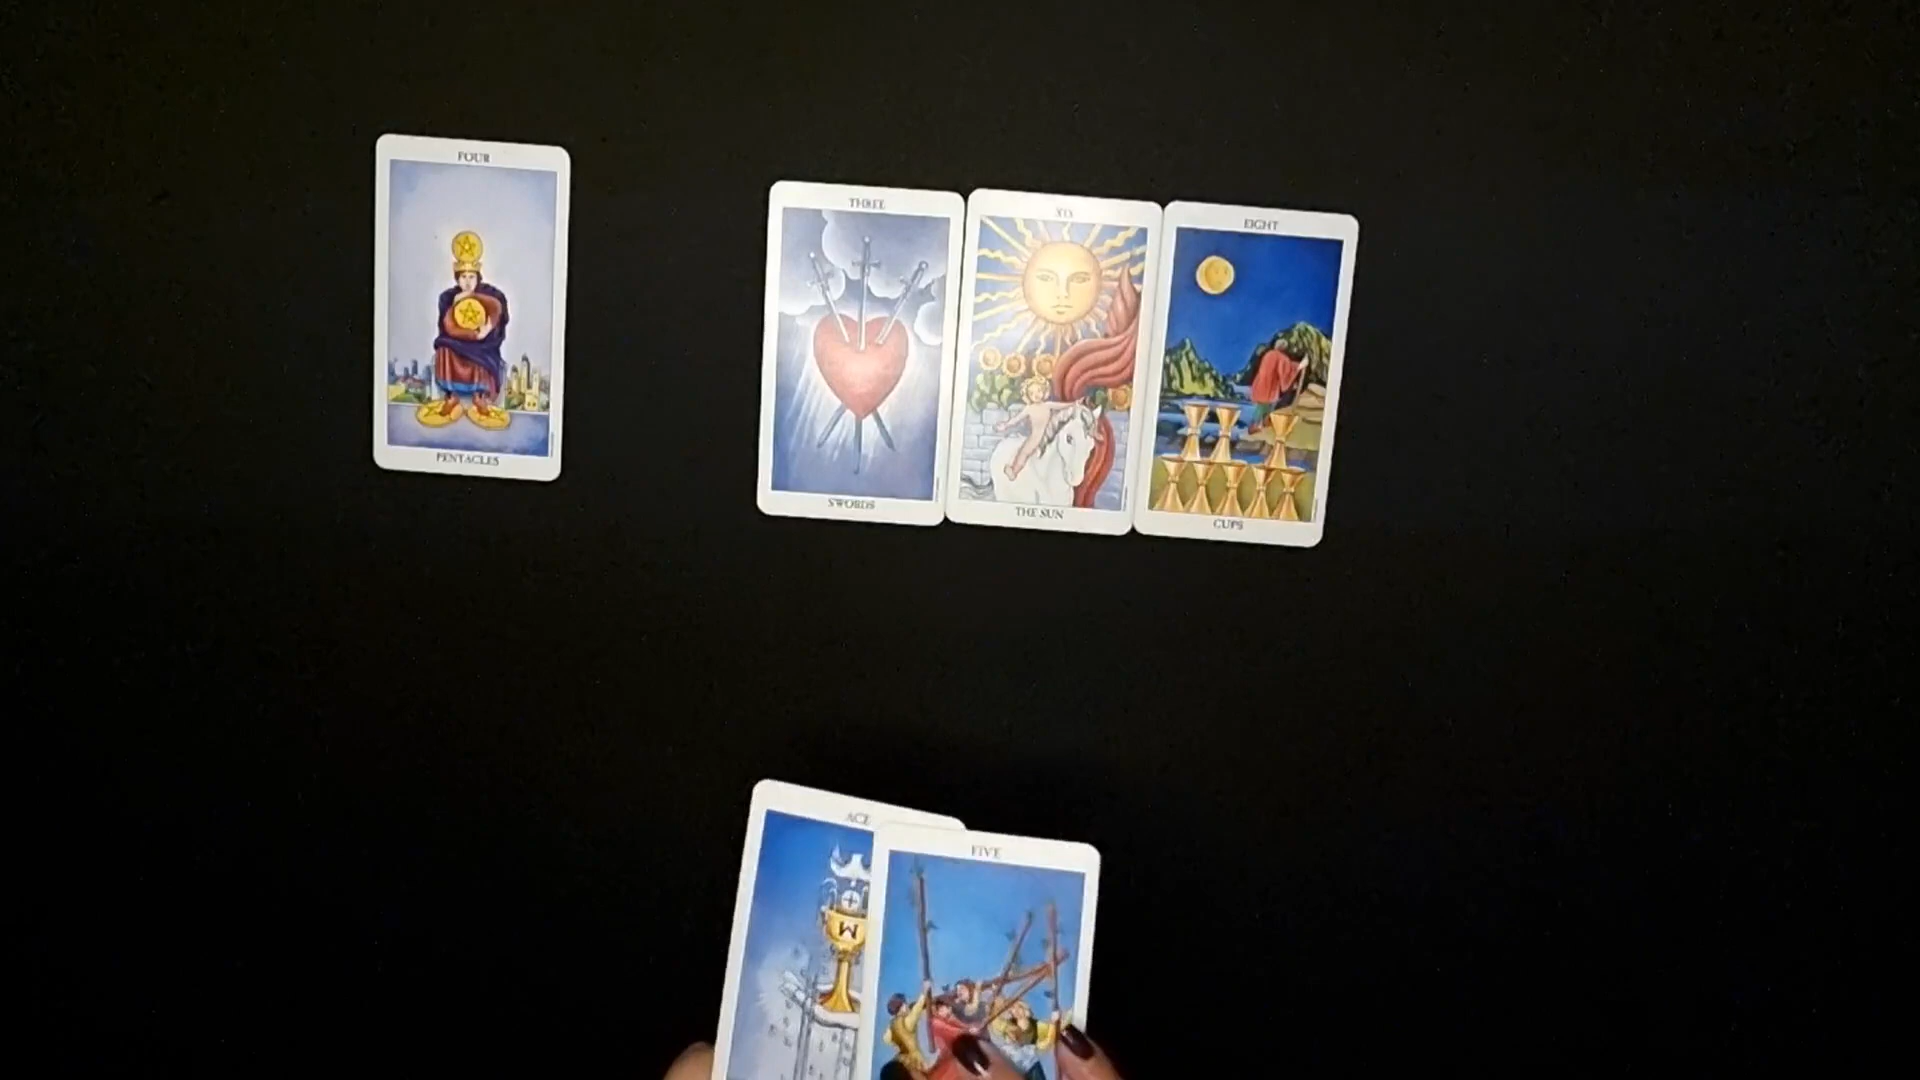 FOUR
PENTACLES
THREE
SWORDS
XIX
THE SUN
EIGHT
CUPS
ACE
W
FIVE